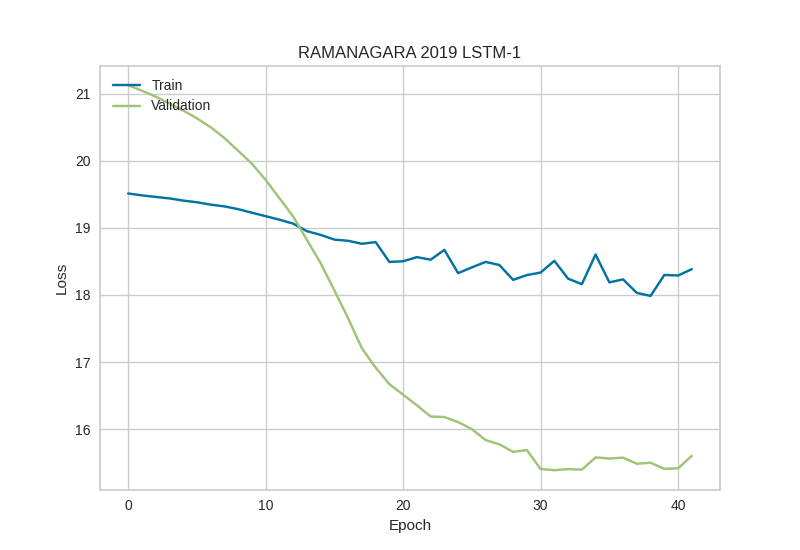 RAMANAGARA 2019 LSTM-1
Train
Validation
21
20
19
18
17
16
Loss
0 10 20 30 40
Epoch